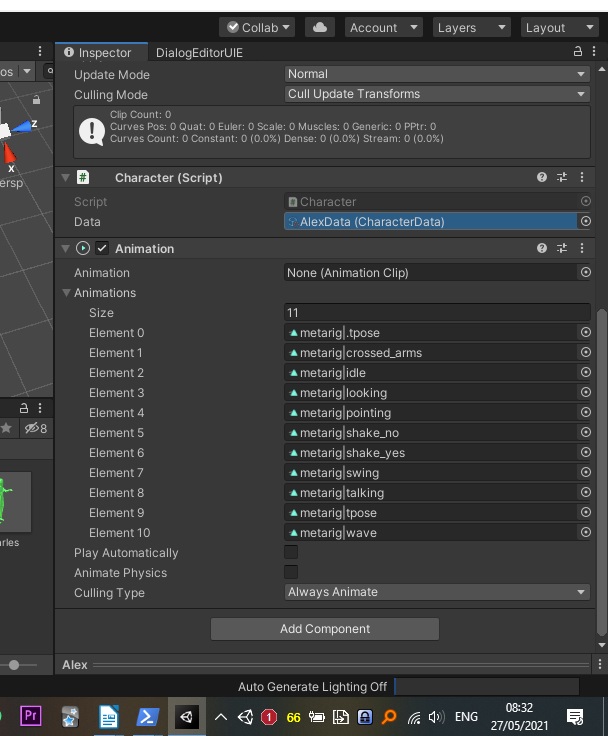 Collab
Account
Layers
Layout
Inspector
DialogEditorUIE
os
Update Mode
Normal
Culling Mode
Cull Update Transforms
Clip Count: 0
Curves Pos: 0 Quat: 0 Euler: 0 Scale: 0 Muscles: 0 Generic: 0 PPtr: 0
Curves Count: 0 Constant: 0 (0.0%) Dense: 0 (0.0%) Stream: 0 (0.0%)
z
x
ersp
# Character (Script)
Script
# Character
Data
AlexData (CharacterData)
Animation
Animation
None (Animation Clip)
Animations
Size
11
Element 0
metarig|.tpose
Element 1
metarig|crossed_arms
Element 2
metarig|idle
Element 3
metarig|looking
Element 4
metarig|pointing
8
Element 5
metarig|shake_no
Element 6
metarig|shake_yes
Element 7
metarig|swing
Element 8
metarig|talking
Element 9
metarig|tpose
Element 10
metarig|wave
arles
Play Automatically
Animate Physics
Culling Type
Always Animate
Add Component
Alex
Auto Generate Lighting Off
Pr
1
66
ENG
08:32
27/05/2021